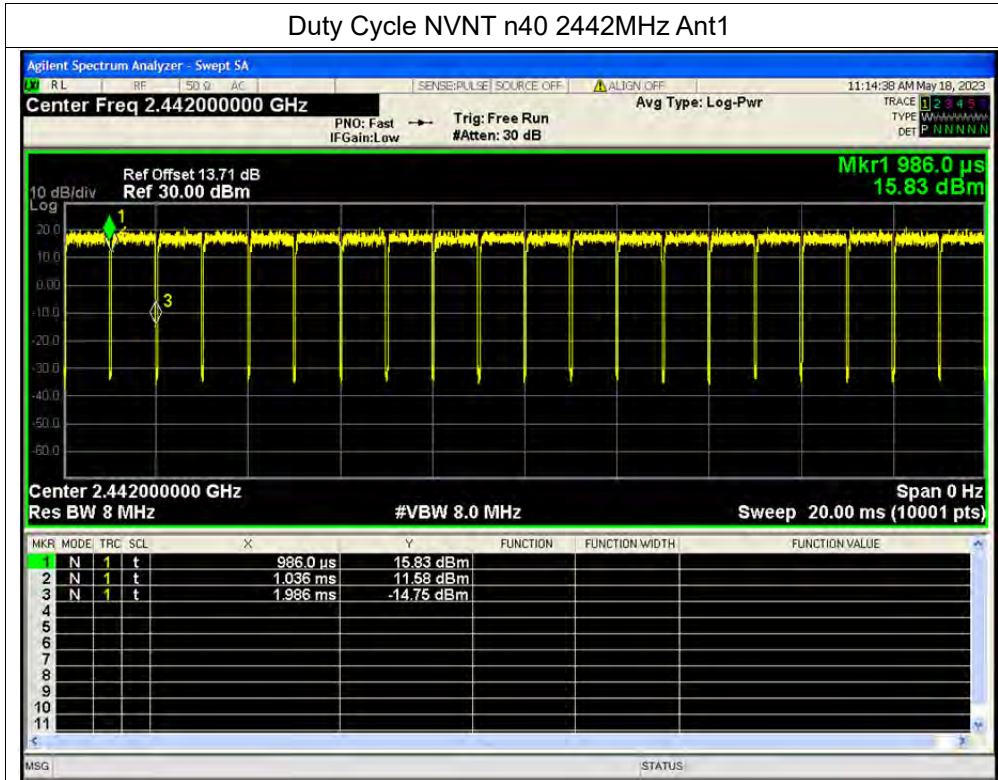 Duty Cycle NVNT n40 2442MHz Ant1
Agilent Spectrum Analyzer - Swept SA
RL RF 50 Ω AC SENSE:PULSE SOURCE OFF ALIGN OFF 11:14:38 AM May 18, 2023
Center Freq 2.442000000 GHz Avg Type: Log-Pwr TRACE 1 2 3 4 5 6
PNO: Fast Trig: Free Run TYPE W
IFGain:Low #Atten: 30 dB DET P N N N N N
Mkr1 986.0 µs
Ref Offset 13.71 dB
10 dB/div Ref 30.00 dBm 15.83 dBm
Log
1
20.0
10.0
0.00
3
-10.0
-20.0
-30.0
-40.0
-50.0
-60.0
Center 2.442000000 GHz Span 0 Hz
Res BW 8 MHz #VBW 8.0 MHz Sweep 20.00 ms (10001 pts)
MKR MODE TRC SCL X Y FUNCTION FUNCTION WIDTH FUNCTION VALUE
1 N 1 t 986.0 µs 15.83 dBm
2 N 1 t 1.036 ms 11.58 dBm
3 N 1 t 1.986 ms -14.75 dBm
4
5
6
7
8
9
10
11
MSG STATUS